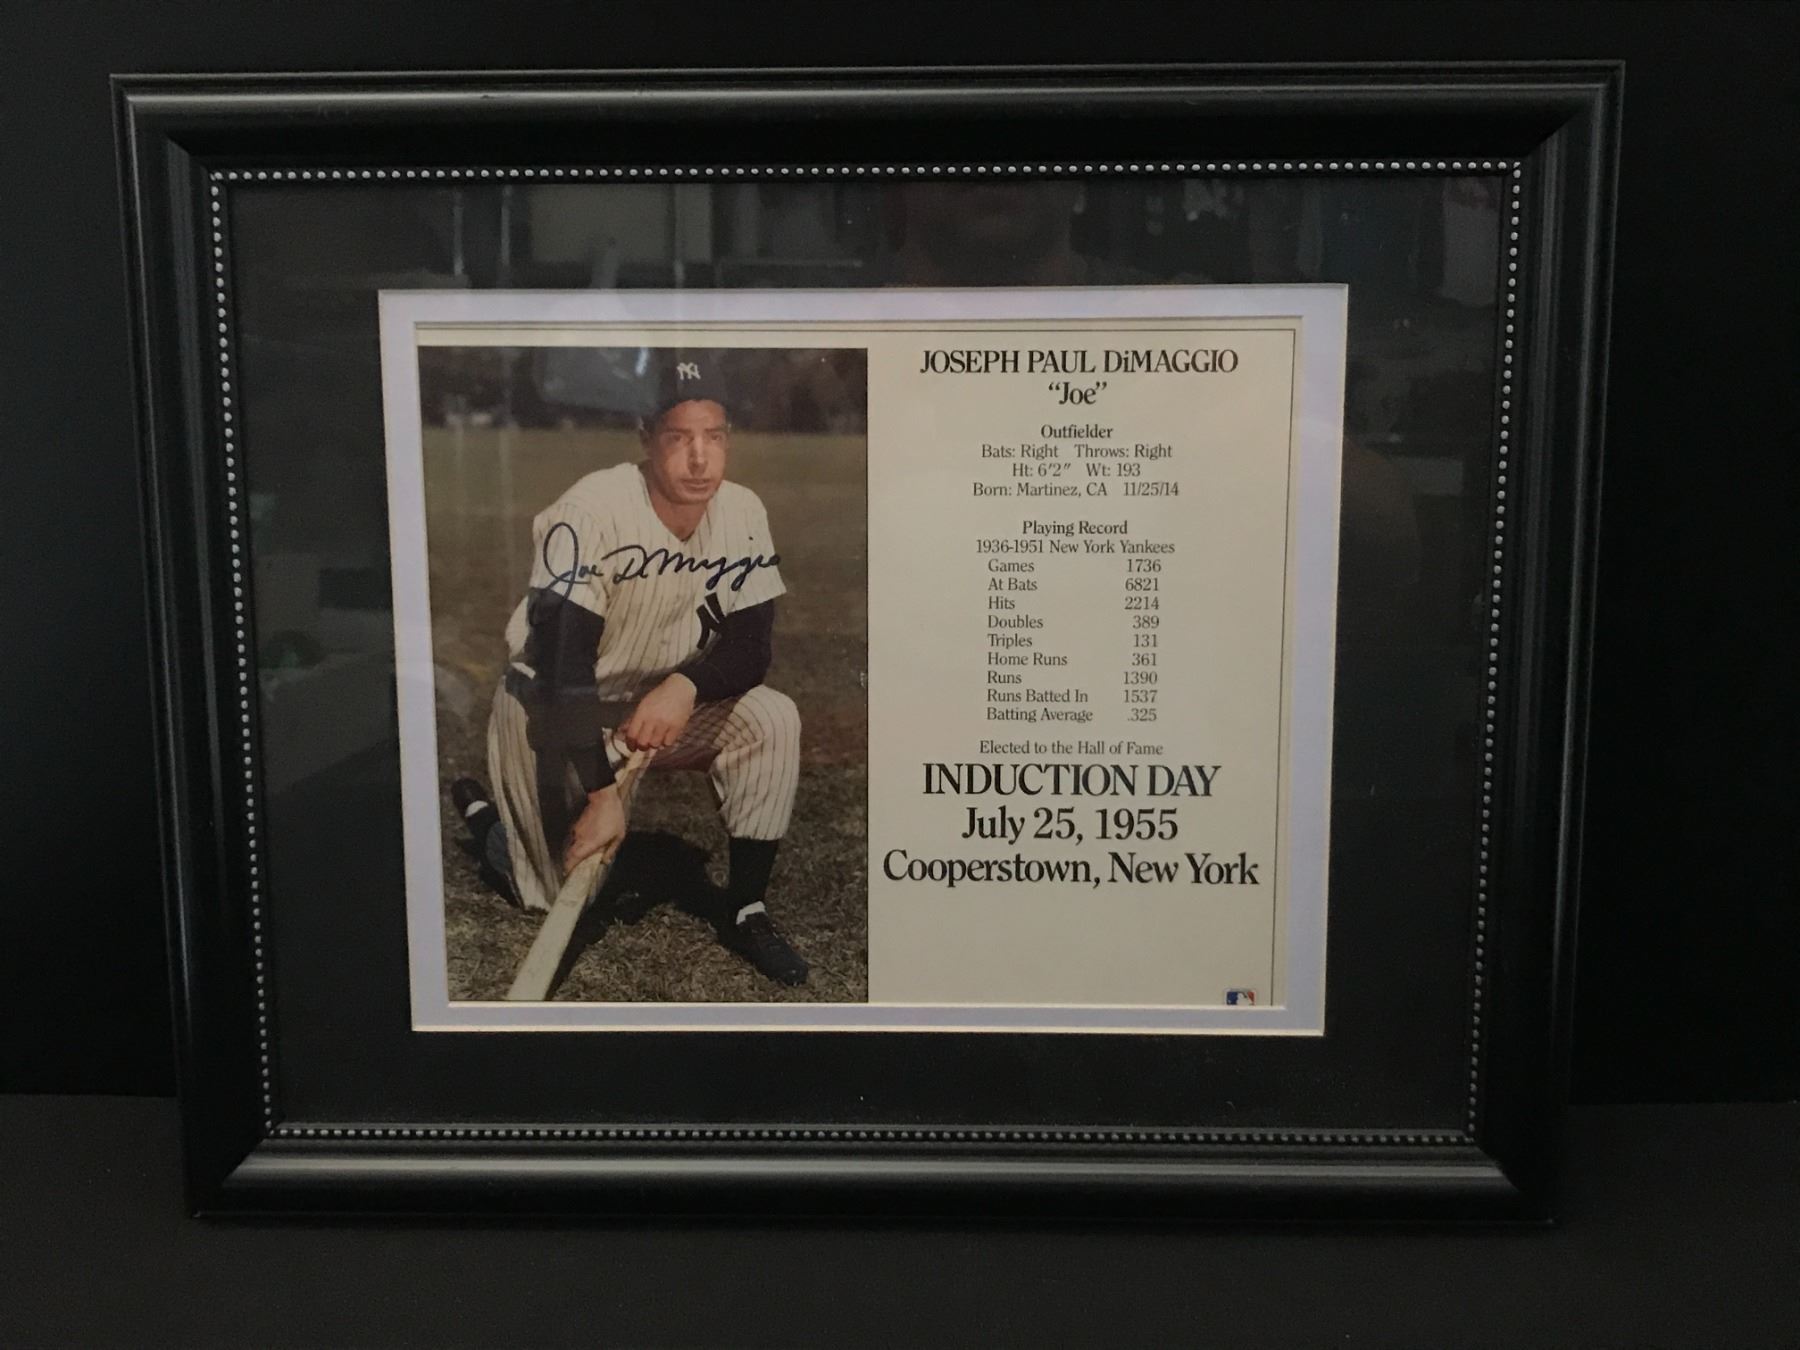 NY
Joe DiMaggio
JOSEPH PAUL DiMAGGIO
“Joe”
Outfielder
Bats: Right Throws: Right
Ht: 6′2″ Wt: 193
Born: Martinez, CA 11/25/14
Playing Record
1936-1951 New York Yankees
Games 1736
At Bats 6821
Hits 2214
Doubles 389
Triples 131
Home Runs 361
Runs 1390
Runs Batted In 1537
Batting Average .325
Elected to the Hall of Fame
INDUCTION DAY
July 25, 1955
Cooperstown, New York